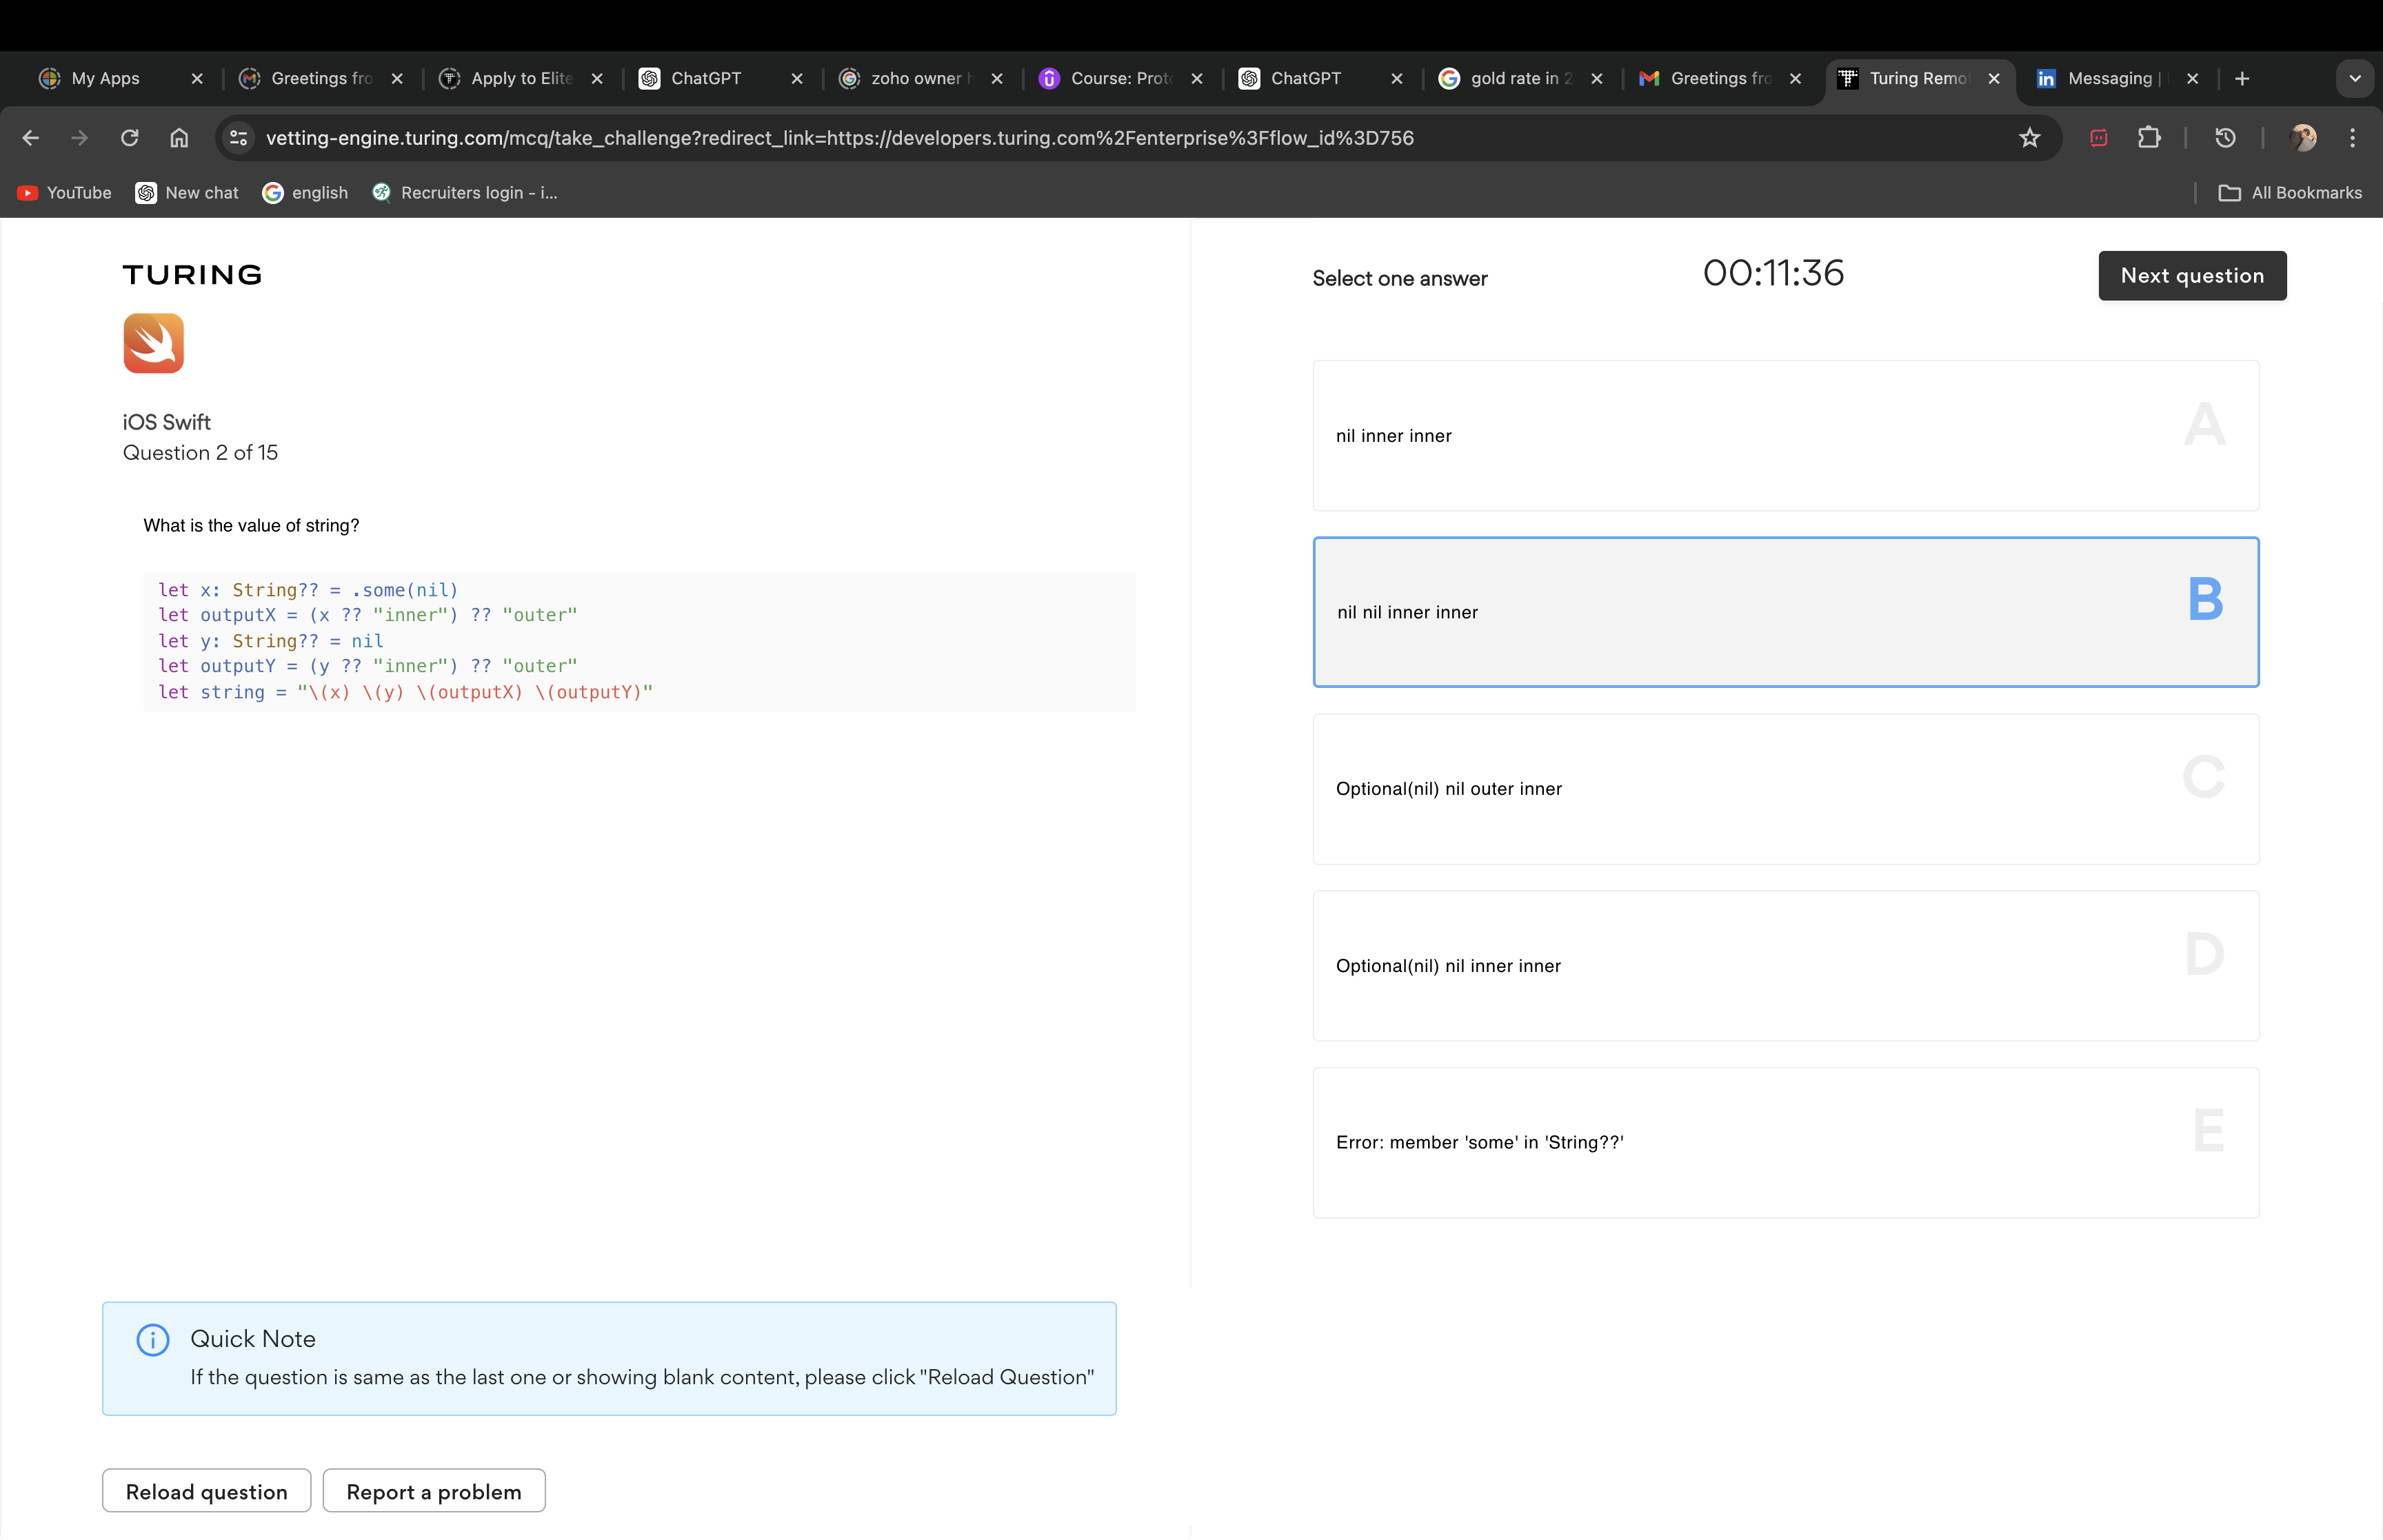 My Apps
Greetings fro
Apply to Elite
ChatGPT
zoho owner h
Course: Proto
ChatGPT
gold rate in 2
Greetings fro
Turing Remo
Messaging |
vetting-engine.turing.com/mcq/take_challenge?redirect_link=https://developers.turing.com%2Fenterprise%3Fflow_id%3D756
YouTube
New chat
english
Recruiters login - i...
All Bookmarks
TURING
iOS Swift
Question 2 of 15
What is the value of string?
let x: String?? = .some(nil)
let outputX = (x ?? "inner") ?? "outer"
let y: String?? = nil
let outputY = (y ?? "inner") ?? "outer"
let string = "\(x) \(y) \(outputX) \(outputY)"
Quick Note
If the question is same as the last one or showing blank content, please click "Reload Question"
Reload question
Report a problem
Select one answer
00:11:36
Next question
nil inner inner
A
nil nil inner inner
B
Optional(nil) nil outer inner
C
Optional(nil) nil inner inner
D
Error: member 'some' in 'String??'
E